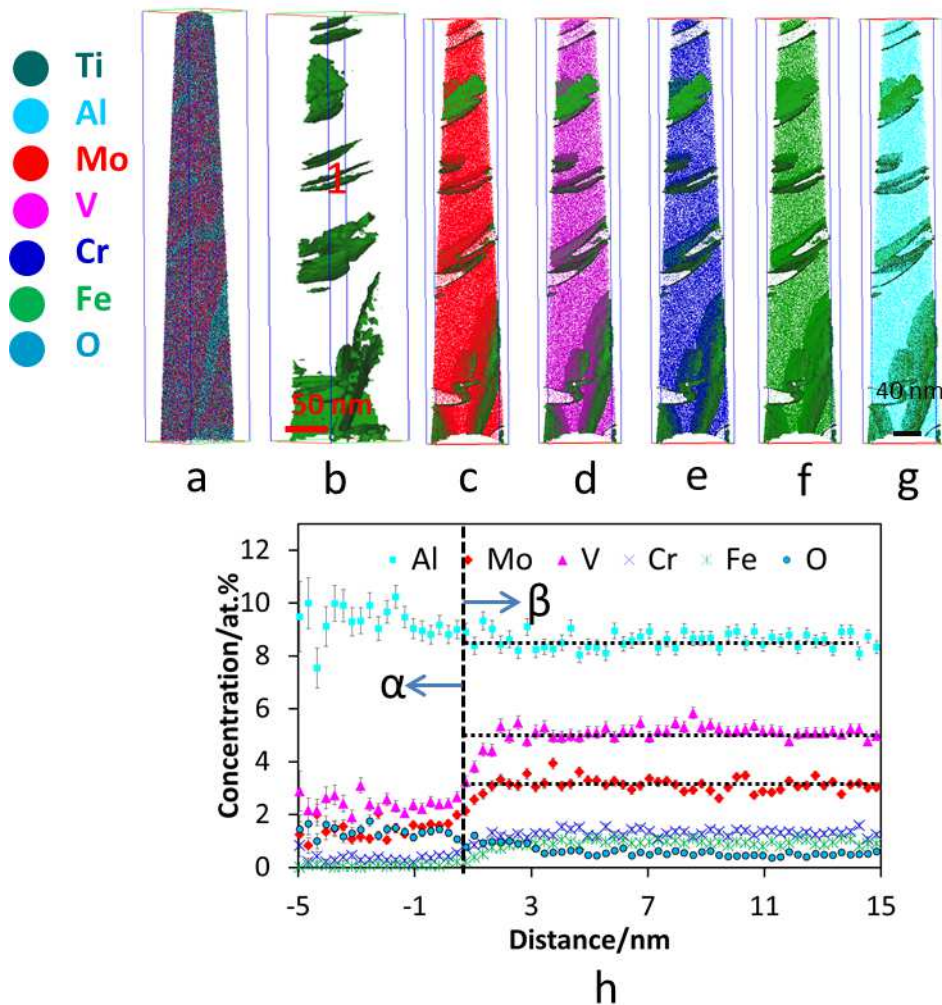 Ti
Al
Mo
V
Cr
Fe
O
1
50 nm
40 nm
a b c d e f g
Al Mo V Cr Fe O
β
α
Concentration/at.%
12
10
8
6
4
2
0
-5 -1 3 7 11 15
Distance/nm
h